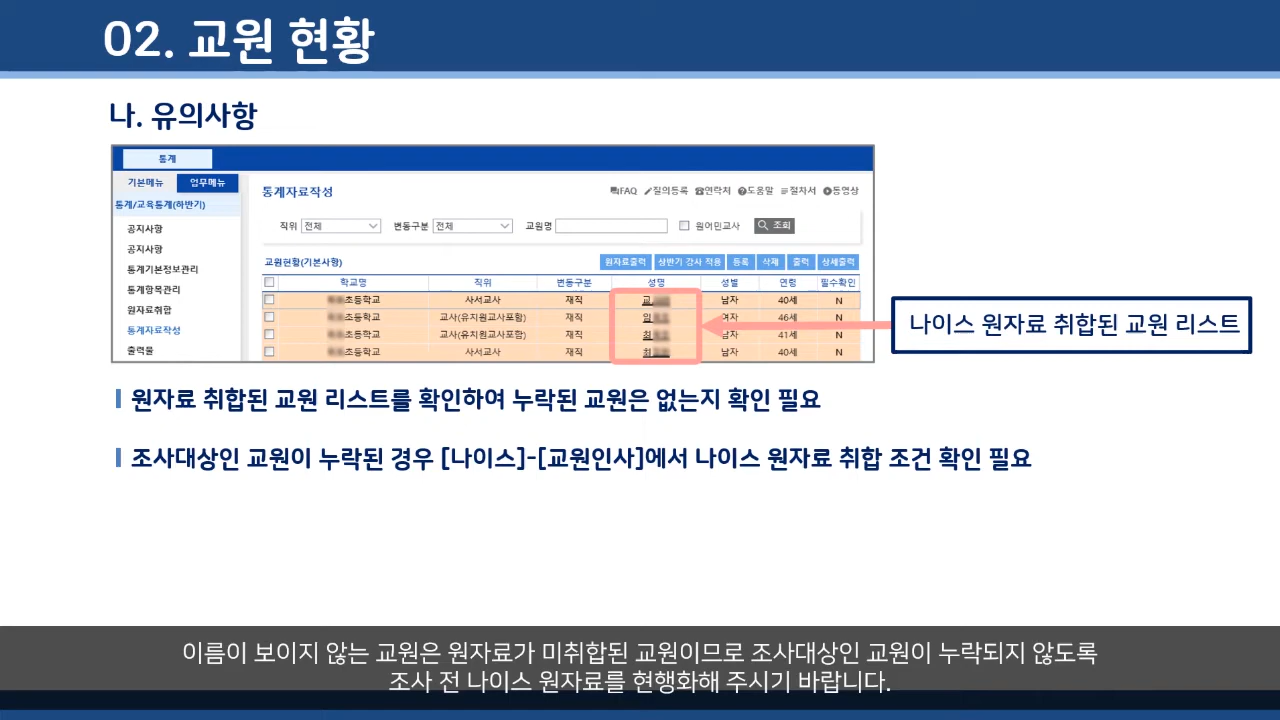 02. 교원 현황
나. 유의사항
통계
기본메뉴 업무메뉴
통계/교육통계(하반기)
공지사항
공지사항
통계기본정보관리
통계항목관리
원자료취합
통계자료작성
출력물
통계자료작성
FAQ 질의등록 연락처 도움말 절차서 동영상
직위 전체 변동구분 전체 교원명 원어민교사 조회
교원현황(기본사항)
원자료출력 상반기 강사 적용 등록 삭제 출력 상세출력
학교명 직위 변동구분 성명 성별 연령 필수확인
초등학교 사서교사 재직 교 남자 40세 N
초등학교 교사(유지원교사포함) 재직 임 여자 46세 N
초등학교 교사(유지원교사포함) 재직 최 남자 41세 N
초등학교 사서교사 재직 최 남자 40세 N
나이스 원자료 취합된 교원 리스트
원자료 취합된 교원 리스트를 확인하여 누락된 교원은 없는지 확인 필요
조사대상인 교원이 누락된 경우 [나이스]-[교원인사]에서 나이스 원자료 취합 조건 확인 필요
이름이 보이지 않는 교원은 원자료가 미취합된 교원이므로 조사대상인 교원이 누락되지 않도록
조사 전 나이스 원자료를 현행화해 주시기 바랍니다.